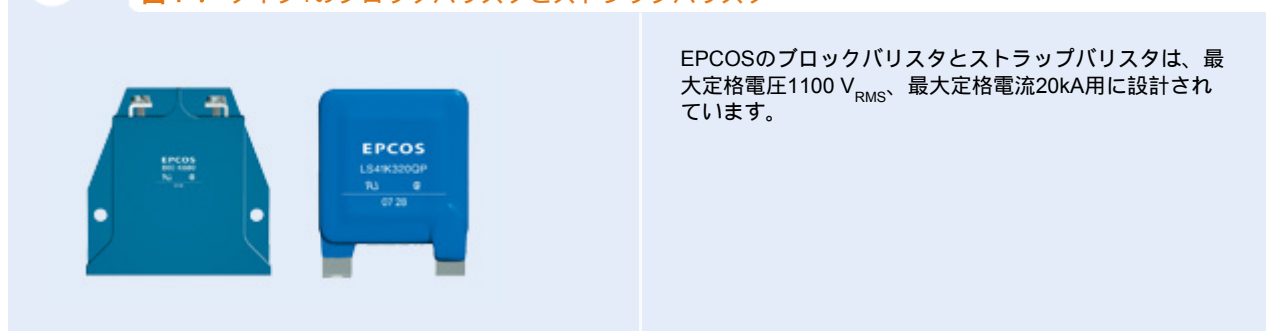 EPCOSのブロックバリスタとストラップバリスタは、最
大定格電圧1100 VRMS、最大定格電流20kA用に設計され
ています。
EPCOS
EPCOS
LS41K320QP
07 28